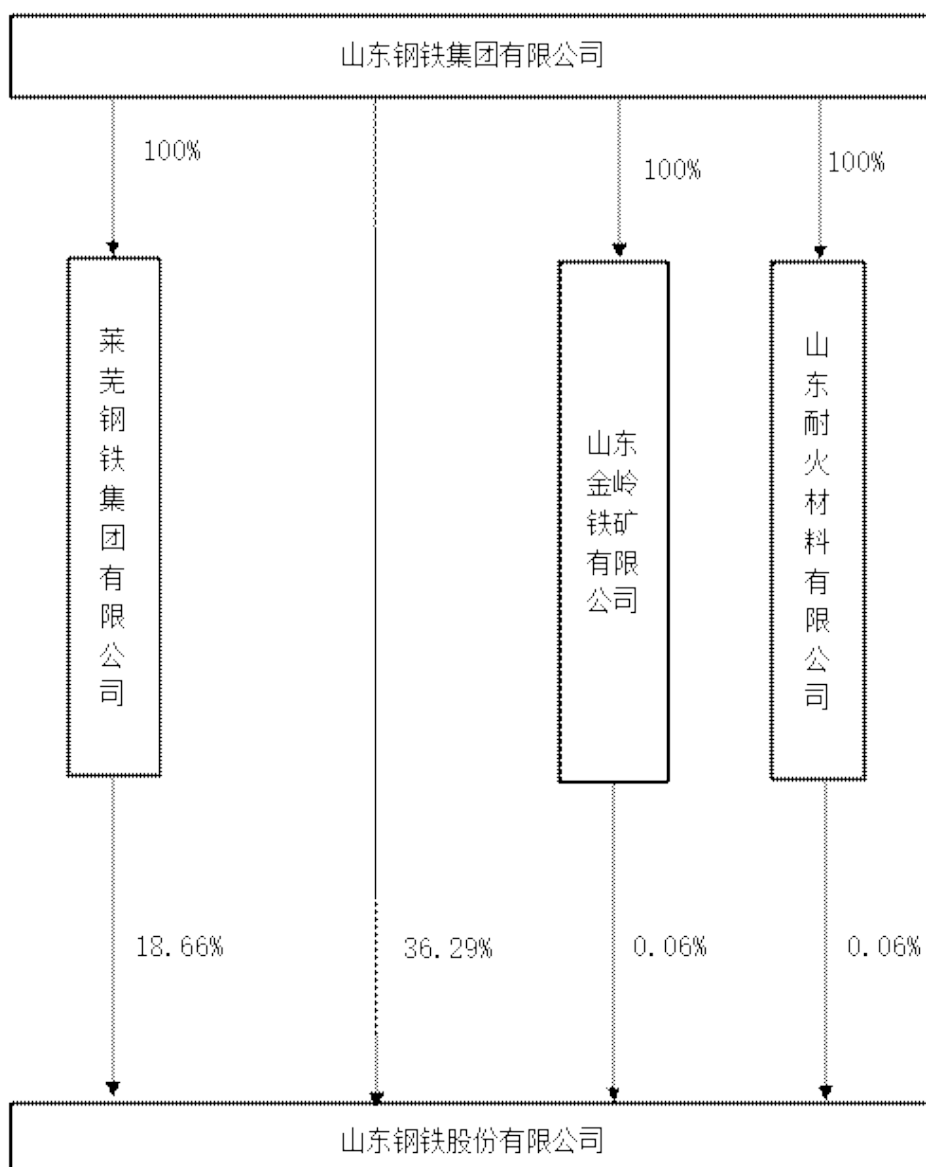 山东钢铁集团有限公司
100%
100%
100%
莱芜钢铁集团有限公司
山东
金岭
铁矿
有限
公司
山东耐火材料有限公司
18.66%
36.29%
0.06%
0.06%
山东钢铁股份有限公司